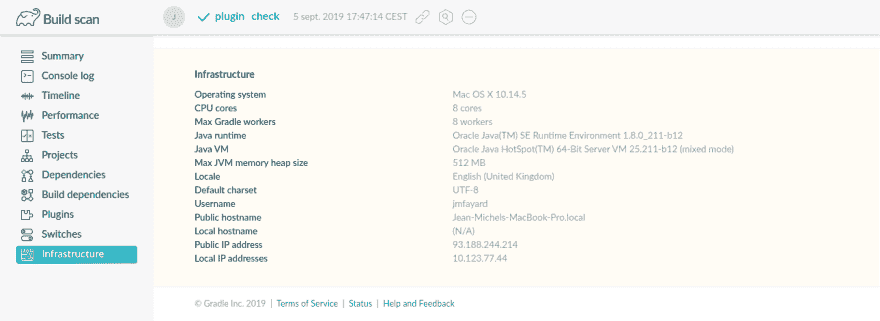 Build scan
J
plugin check 5 sept. 2019 17:47:14 CEST
Summary
Console log
Timeline
Performance
Tests
Projects
Dependencies
Build dependencies
Plugins
Switches
Infrastructure
Infrastructure
Operating system Mac OS X 10.14.5
CPU cores 8 cores
Max Gradle workers 8 workers
Java runtime Oracle Java(TM) SE Runtime Environment 1.8.0_211-b12
Java VM Oracle Java HotSpot(TM) 64-Bit Server VM 25.211-b12 (mixed mode)
Max JVM memory heap size 512 MB
Locale English (United Kingdom)
Default charset UTF-8
Username jmfayard
Public hostname Jean-Michels-MacBook-Pro.local
Local hostname (N/A)
Public IP address 93.188.244.214
Local IP addresses 10.123.77.44
© Gradle Inc. 2019 | Terms of Service | Status | Help and Feedback